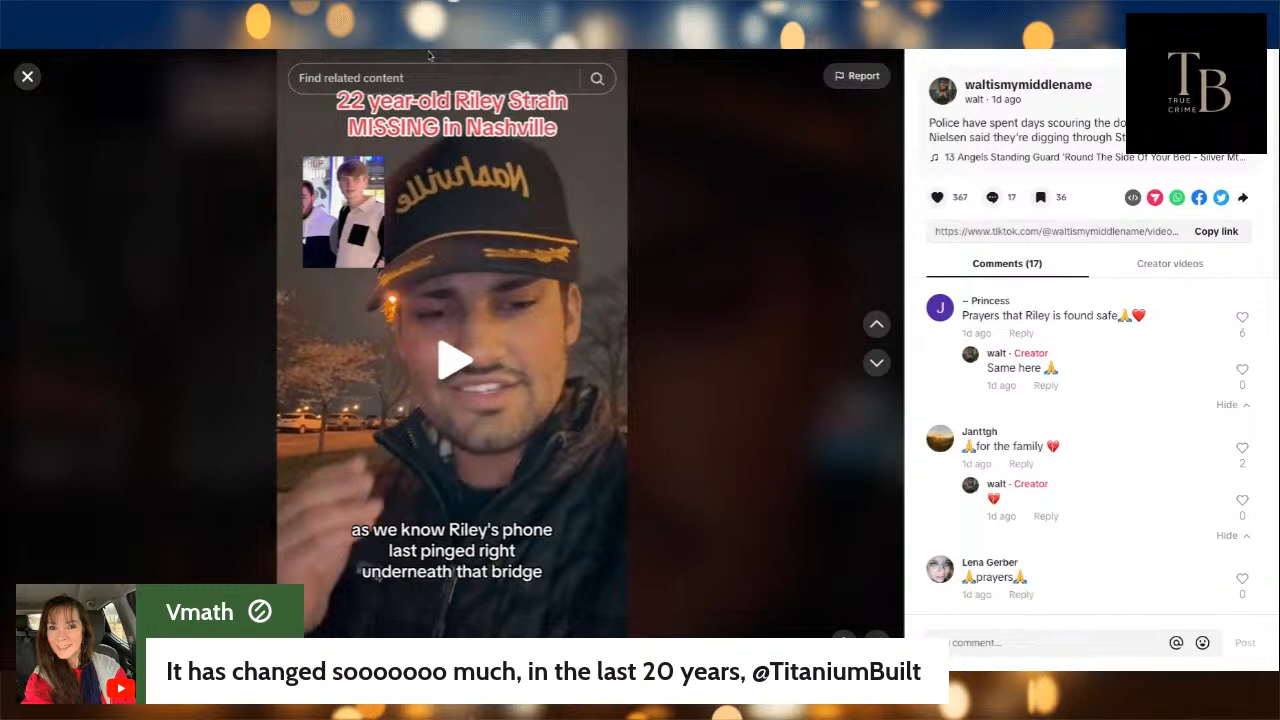 Find related content
Report
22 year-old Riley Strain
MISSING in Nashville
Nashville
as we know Riley's phone
last pinged right
underneath that bridge
TB
TRUE
CRIME
waltismymiddlename
walt · 1d ago
Police have spent days scouring the do
Nielsen said they're digging through St
13 Angels Standing Guard 'Round The Side Of Your Bed - Silver Mt...
367
17
36
https://www.tiktok.com/@waltismymiddlename/video...
Copy link
Comments (17)
Creator videos
J
~ Princess
Prayers that Riley is found safe🙏❤️
1d ago Reply
6
walt · Creator
Same here 🙏
1d ago Reply
0
Hide
Janttgh
🙏for the family 💔
1d ago Reply
2
walt · Creator
💔
1d ago Reply
0
Hide
Lena Gerber
🙏prayers🙏
1d ago Reply
0
comment...
Post
Vmath
It has changed sooooooo much, in the last 20 years, @TitaniumBuilt